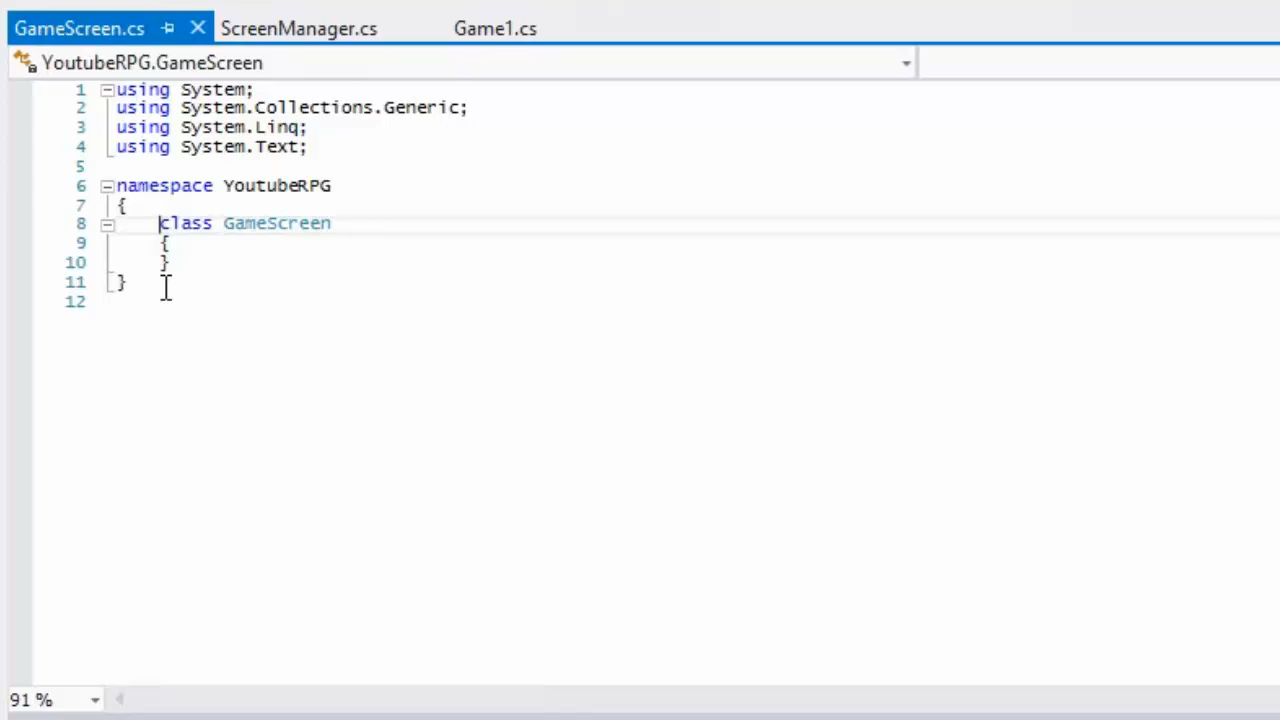 GameScreen.cs ScreenManager.cs Game1.cs
YoutubeRPG.GameScreen
1 using System;
2 using System.Collections.Generic;
3 using System.Linq;
4 using System.Text;
5
6 namespace YoutubeRPG
7 {
8 class GameScreen
9 {
10 }
11 }
12
91 %